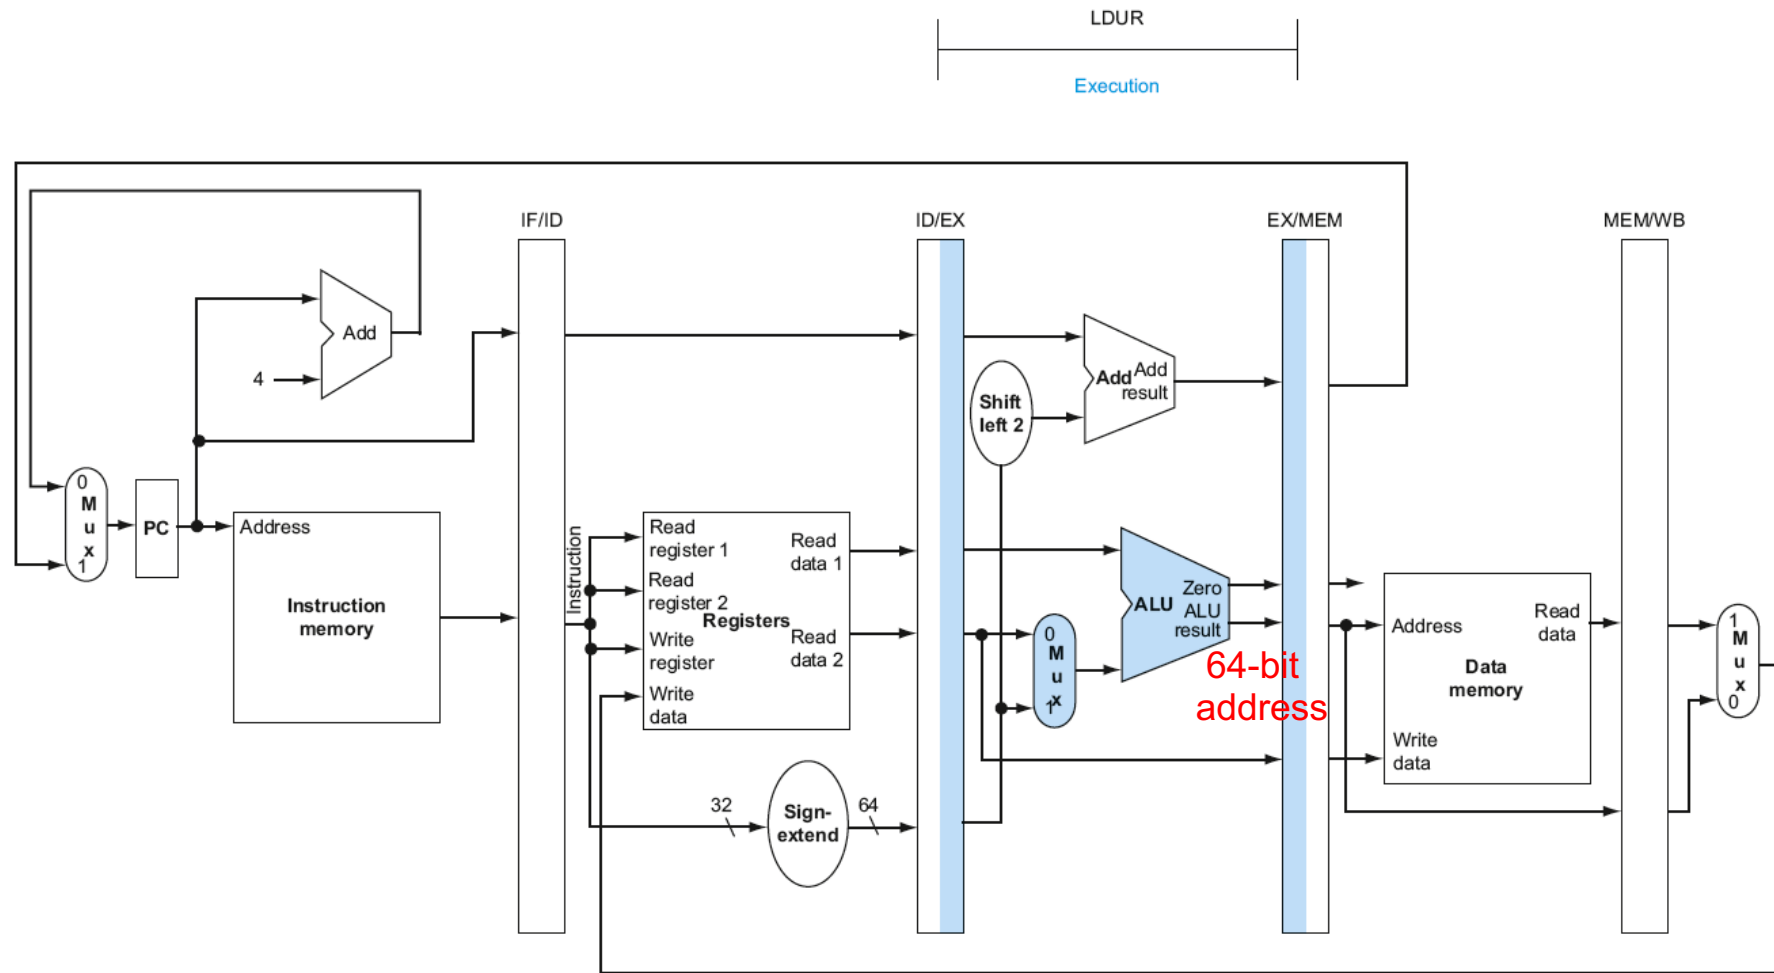 LDUR
Execution
IF/ID
ID/EX
EX/MEM
MEM/WB
Add
4
Add Add
result
Shift
left 2
0
M
u
x
1
PC
Address
Instruction
memory
Instruction
Read
register 1
Read
register 2
Write
register
Write
data
Registers
Read
data 1
Read
data 2
32
Sign-
extend
64
0
M
u
x
1
ALU
Zero
ALU
result
64-bit
address
Address
Read
data
Data
memory
Write
data
1
M
u
x
0